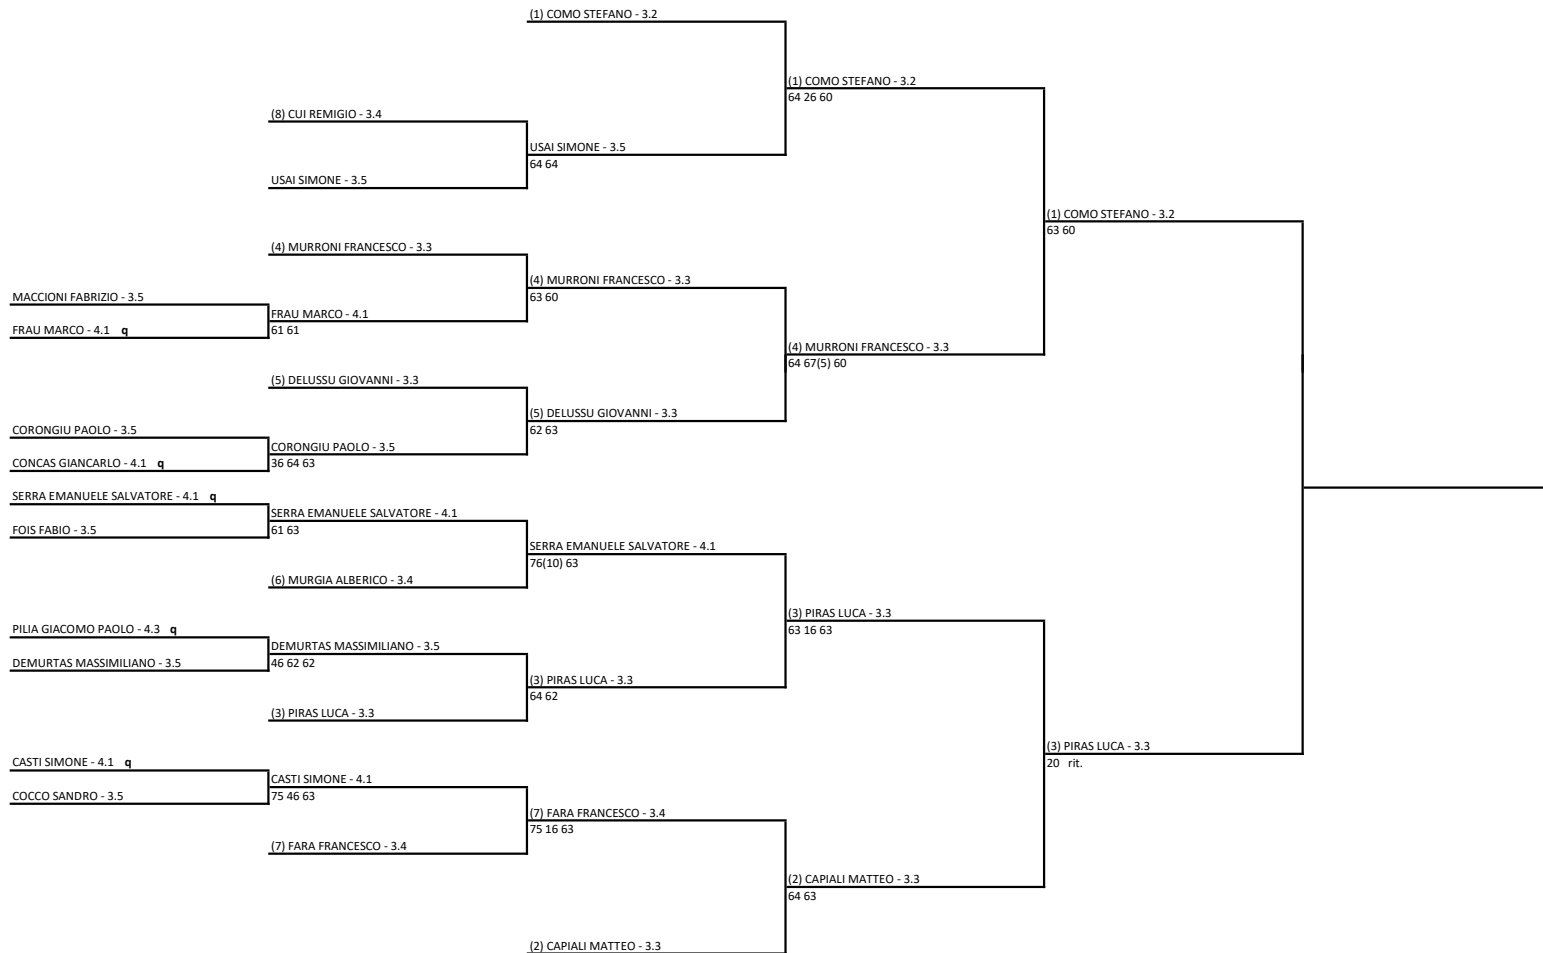 (1) COMO STEFANO - 3.2
(1) COMO STEFANO - 3.2
64 26 60
(8) CUI REMIGIO - 3.4
USAI SIMONE - 3.5
64 64
USAI SIMONE - 3.5
(1) COMO STEFANO - 3.2
63 60
(4) MURRONI FRANCESCO - 3.3
(4) MURRONI FRANCESCO - 3.3
63 60
MACCIONI FABRIZIO - 3.5
FRAU MARCO - 4.1
61 61
FRAU MARCO - 4.1 q
(4) MURRONI FRANCESCO - 3.3
64 67(5) 60
(5) DELUSSU GIOVANNI - 3.3
(5) DELUSSU GIOVANNI - 3.3
62 63
CORONGIU PAOLO - 3.5
CORONGIU PAOLO - 3.5
36 64 63
CONCAS GIANCARLO - 4.1 q
SERRA EMANUELE SALVATORE - 4.1 q
SERRA EMANUELE SALVATORE - 4.1
61 63
FOIS FABIO - 3.5
SERRA EMANUELE SALVATORE - 4.1
76(10) 63
(6) MURGIA ALBERICO - 3.4
(3) PIRAS LUCA - 3.3
63 16 63
PILIA GIACOMO PAOLO - 4.3 q
DEMURTAS MASSIMILIANO - 3.5
46 62 62
DEMURTAS MASSIMILIANO - 3.5
(3) PIRAS LUCA - 3.3
64 62
(3) PIRAS LUCA - 3.3
(3) PIRAS LUCA - 3.3
20 rit.
CASTI SIMONE - 4.1 q
CASTI SIMONE - 4.1
75 46 63
COCCO SANDRO - 3.5
(7) FARA FRANCESCO - 3.4
75 16 63
(7) FARA FRANCESCO - 3.4
(2) CAPIALI MATTEO - 3.3
64 63
(2) CAPIALI MATTEO - 3.3